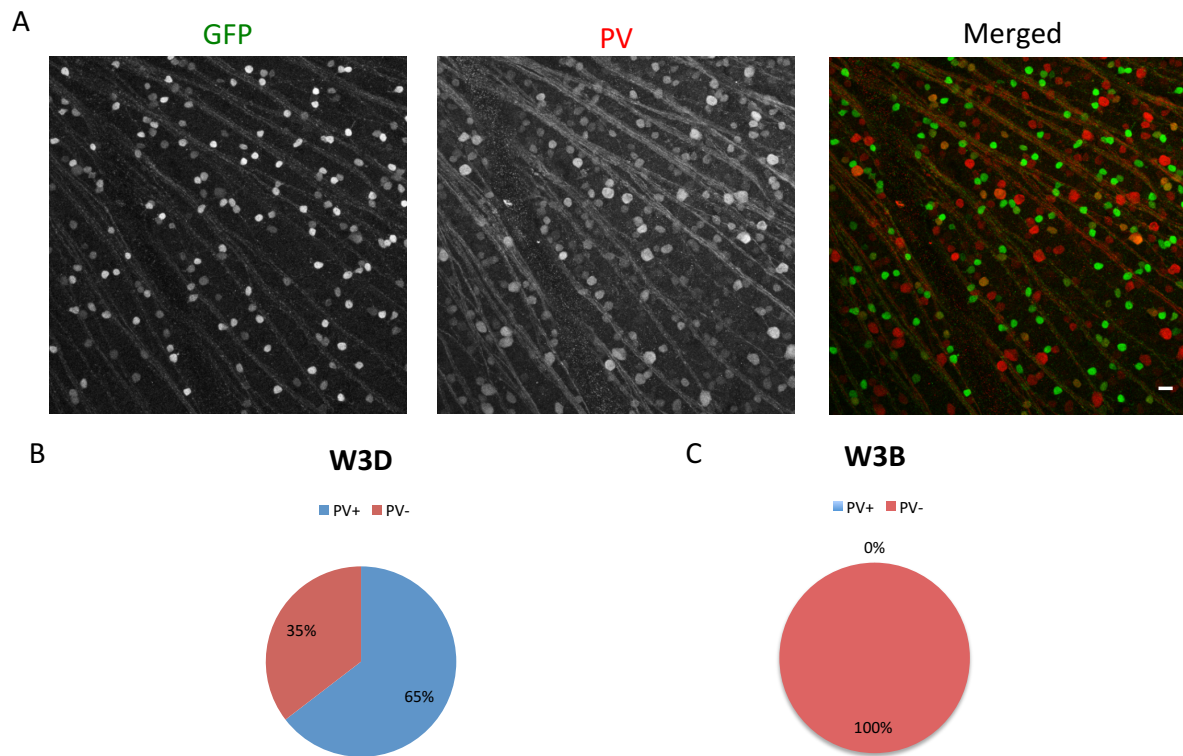 A
GFP
PV
Merged
B
W3D
PV+ PV-
35%
65%
C
W3B
PV+ PV-
0%
100%